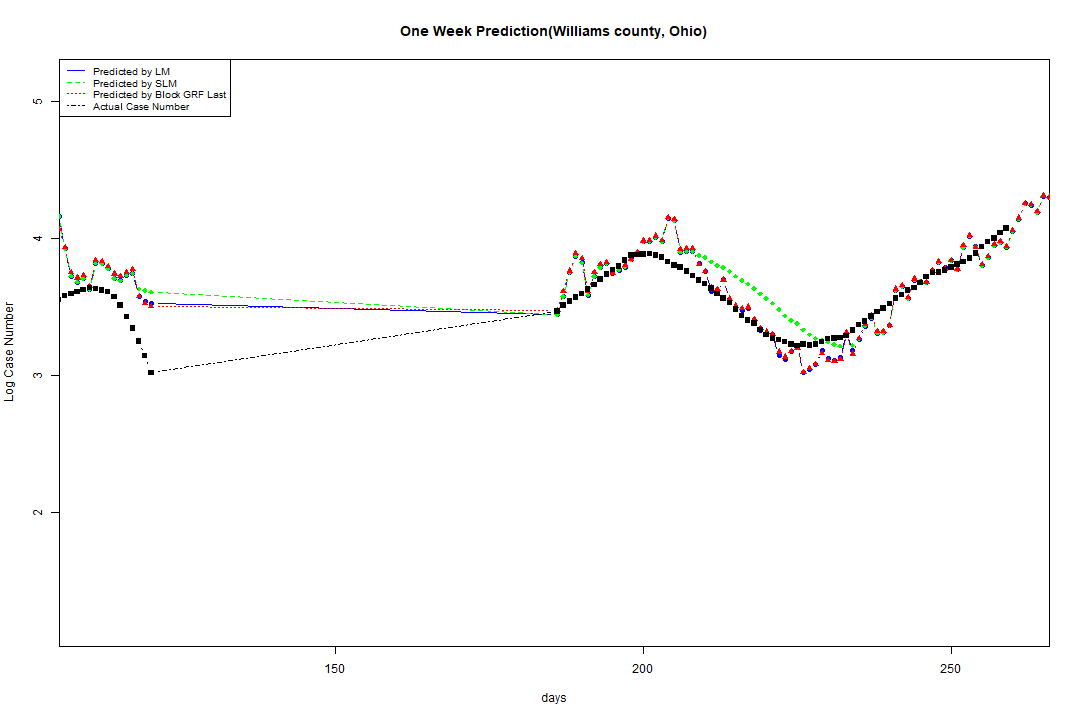 One Week Prediction(Williams county, Ohio)
Predicted by LM
Predicted by SLM
Predicted by Block GRF Last
Actual Case Number
5
4
3
2
Log Case Number
150
200
250
days